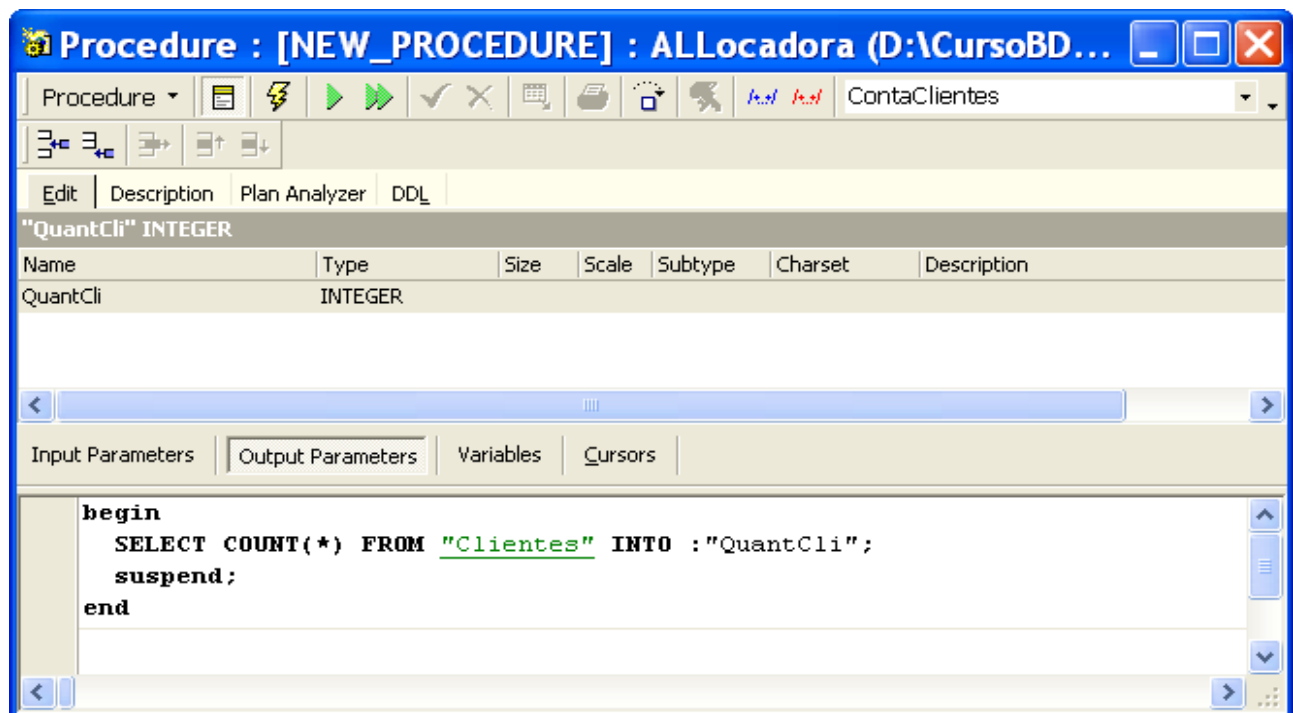 Procedure : [NEW_PROCEDURE] : ALLocadora (D:\CursoBD...
Procedure ContaClientes
Edit Description Plan Analyzer DDL
"QuantCli" INTEGER
Name Type Size Scale Subtype Charset Description
QuantCli INTEGER
Input Parameters Output Parameters Variables Cursors
begin
SELECT COUNT(*) FROM "Clientes" INTO :"QuantCli";
suspend;
end